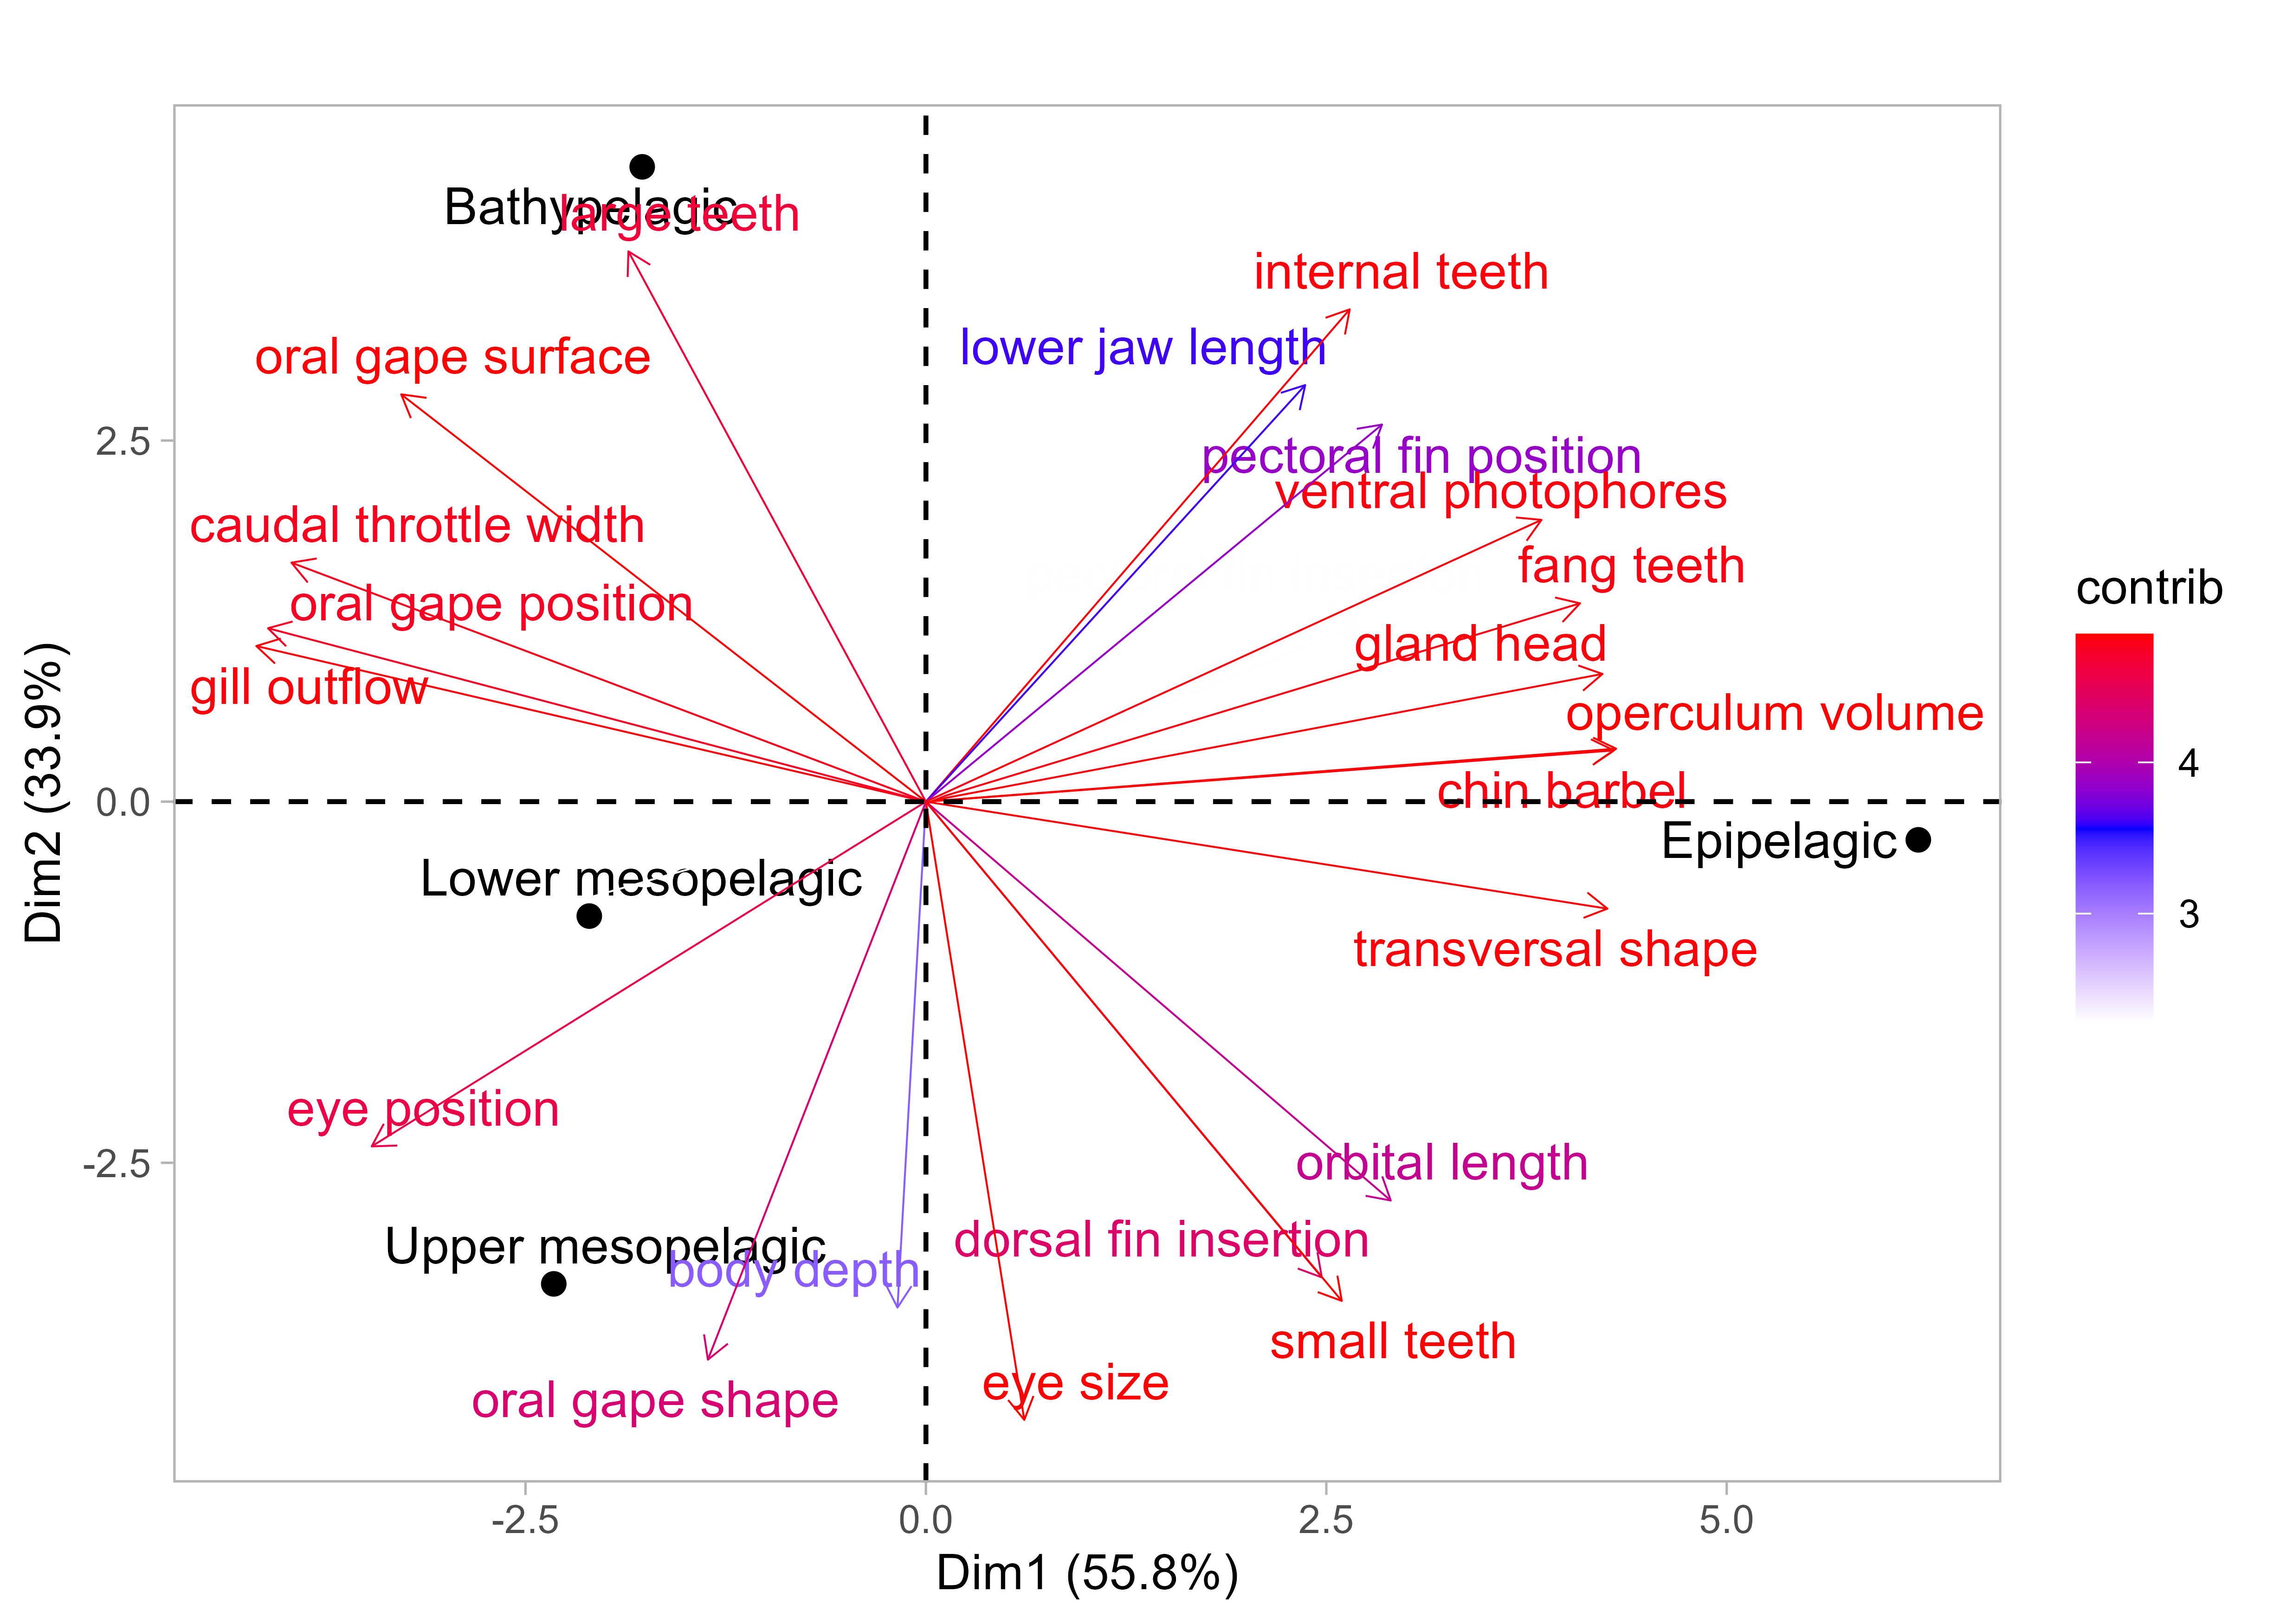 Bathypelagic
large teeth
internal teeth
lower jaw length
oral gape surface
pectoral fin position
ventral photophores
caudal throttle width
fang teeth
oral gape position
gland head
gill outflow
operculum volume
chin barbel
Epipelagic
Lower mesopelagic
transversal shape
eye position
orbital length
dorsal fin insertion
Upper mesopelagic
body depth
small teeth
eye size
oral gape shape
2.5
0.0
-2.5
Dim2 (33.9%)
-2.5
0.0
2.5
5.0
Dim1 (55.8%)
contrib
4
3